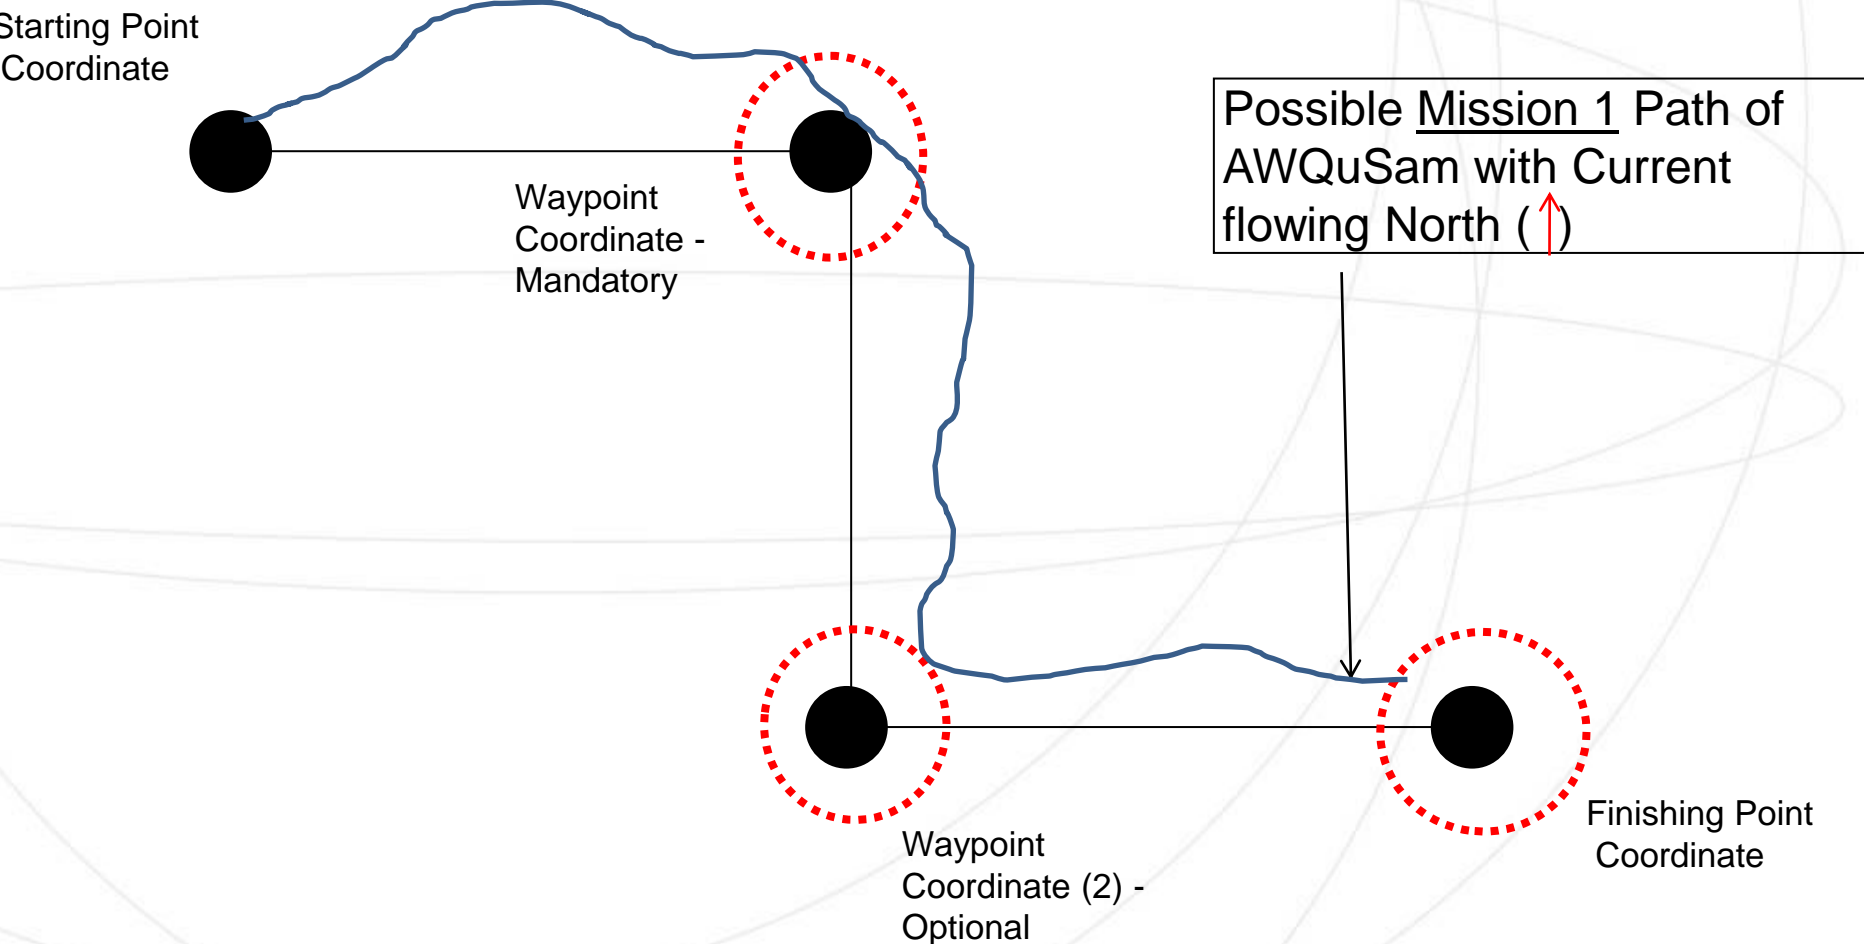 Starting Point
Coordinate
Possible Mission 1 Path of
AWQuSam with Current
flowing North (↑)
Waypoint
Coordinate -
Mandatory
Finishing Point
Coordinate
Waypoint
Coordinate (2) -
Optional